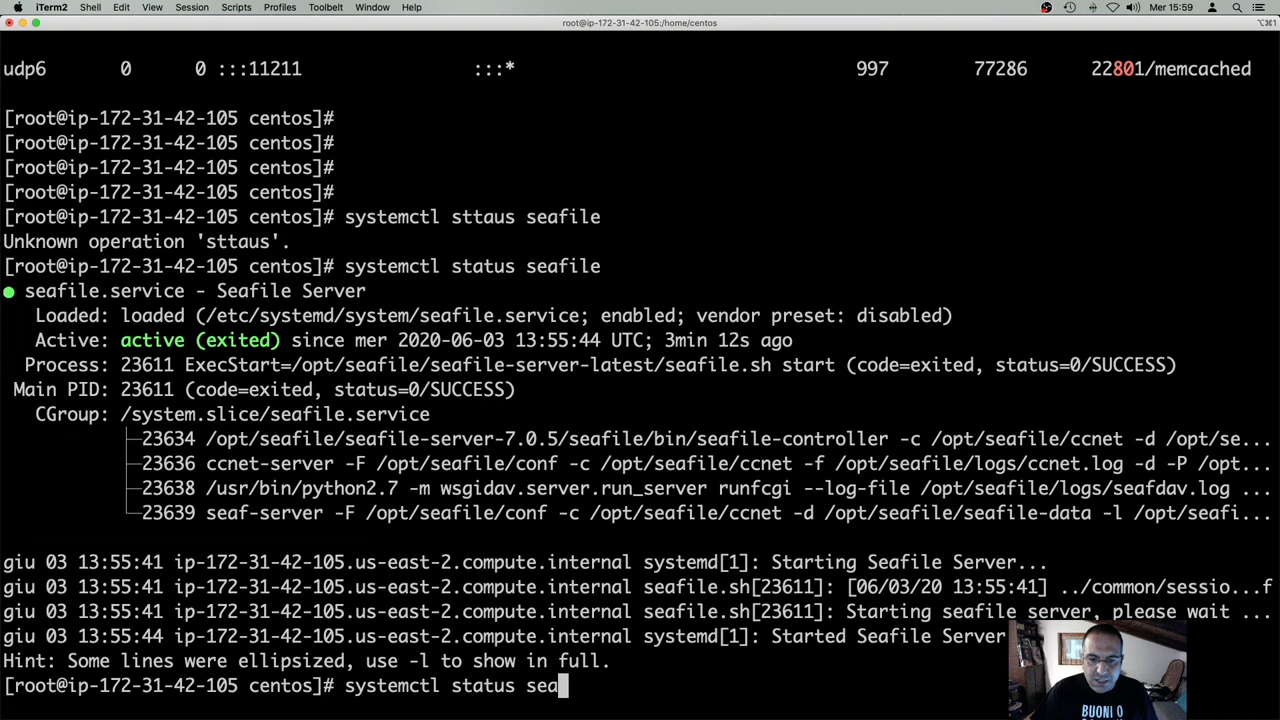 iTerm2 Shell Edit View Session Scripts Profiles Toolbelt Window Help Mer 15:59
root@ip-172-31-42-105:/home/centos ⌥⌘1
udp6 0 0 :::11211 :::* 997 77286 22801/memcached
[root@ip-172-31-42-105 centos]#
[root@ip-172-31-42-105 centos]#
[root@ip-172-31-42-105 centos]#
[root@ip-172-31-42-105 centos]#
[root@ip-172-31-42-105 centos]# systemctl sttaus seafile
Unknown operation 'sttaus'.
[root@ip-172-31-42-105 centos]# systemctl status seafile
● seafile.service - Seafile Server
Loaded: loaded (/etc/systemd/system/seafile.service; enabled; vendor preset: disabled)
Active: active (exited) since mer 2020-06-03 13:55:44 UTC; 3min 12s ago
Process: 23611 ExecStart=/opt/seafile/seafile-server-latest/seafile.sh start (code=exited, status=0/SUCCESS)
Main PID: 23611 (code=exited, status=0/SUCCESS)
CGroup: /system.slice/seafile.service
├─23634 /opt/seafile/seafile-server-7.0.5/seafile/bin/seafile-controller -c /opt/seafile/ccnet -d /opt/se...
├─23636 ccnet-server -F /opt/seafile/conf -c /opt/seafile/ccnet -f /opt/seafile/logs/ccnet.log -d -P /opt...
├─23638 /usr/bin/python2.7 -m wsgidav.server.run_server runfcgi --log-file /opt/seafile/logs/seafdav.log ...
└─23639 seaf-server -F /opt/seafile/conf -c /opt/seafile/ccnet -d /opt/seafile/seafile-data -l /opt/seafi...
giu 03 13:55:41 ip-172-31-42-105.us-east-2.compute.internal systemd[1]: Starting Seafile Server...
giu 03 13:55:41 ip-172-31-42-105.us-east-2.compute.internal seafile.sh[23611]: [06/03/20 13:55:41] ../common/sessio...f
giu 03 13:55:41 ip-172-31-42-105.us-east-2.compute.internal seafile.sh[23611]: Starting seafile server, please wait ...
giu 03 13:55:44 ip-172-31-42-105.us-east-2.compute.internal systemd[1]: Started Seafile Server
Hint: Some lines were ellipsized, use -l to show in full.
[root@ip-172-31-42-105 centos]# systemctl status sea
BUONI O